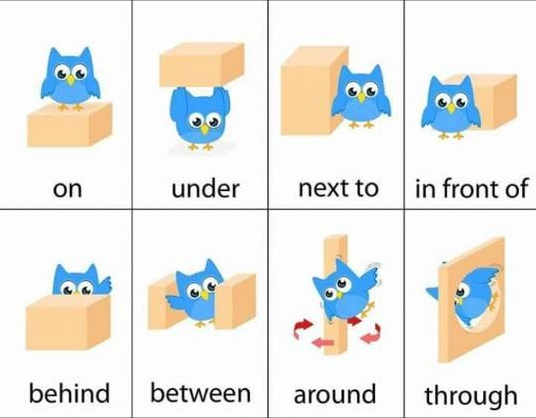 on
under
next to
in front of
behind
between
around
through